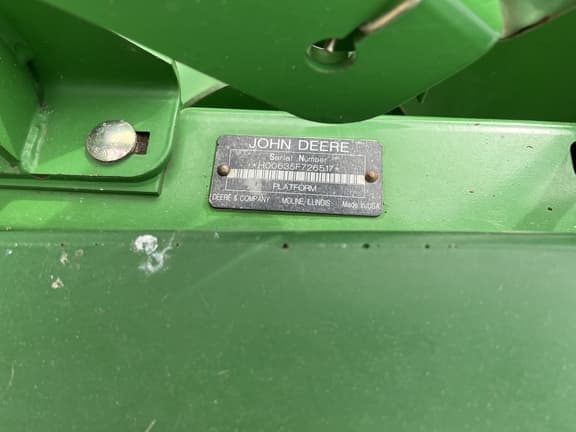 JOHN DEERE
Serial Number
*H00635F726517*
PLATFORM
DEERE & COMPANY MOLINE, ILLINOIS Made in USA